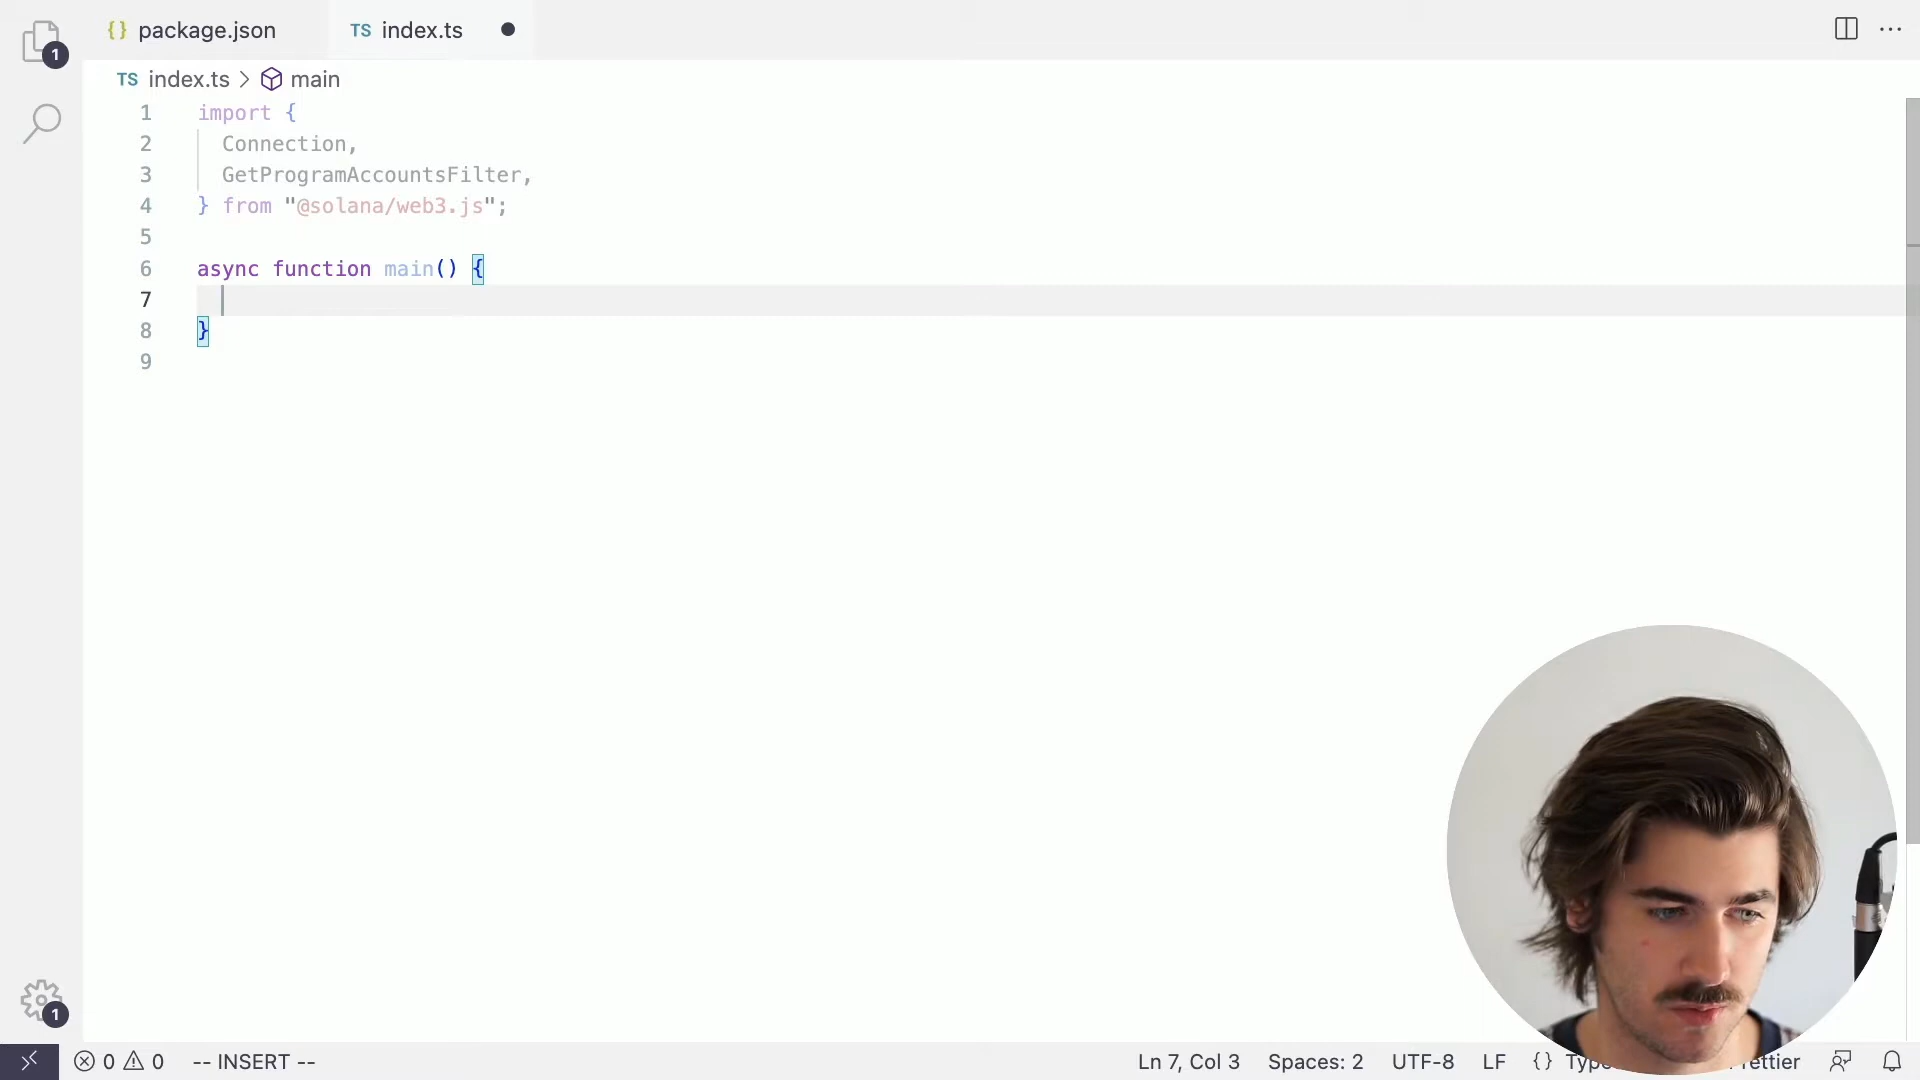 {} package.json
TS index.ts
1
TS index.ts > main
1 import {
2 Connection,
3 GetProgramAccountsFilter,
4 } from "@solana/web3.js";
5
6 async function main() {
7
8 }
9
1
0 0 -- INSERT --
Ln 7, Col 3 Spaces: 2 UTF-8 LF {}